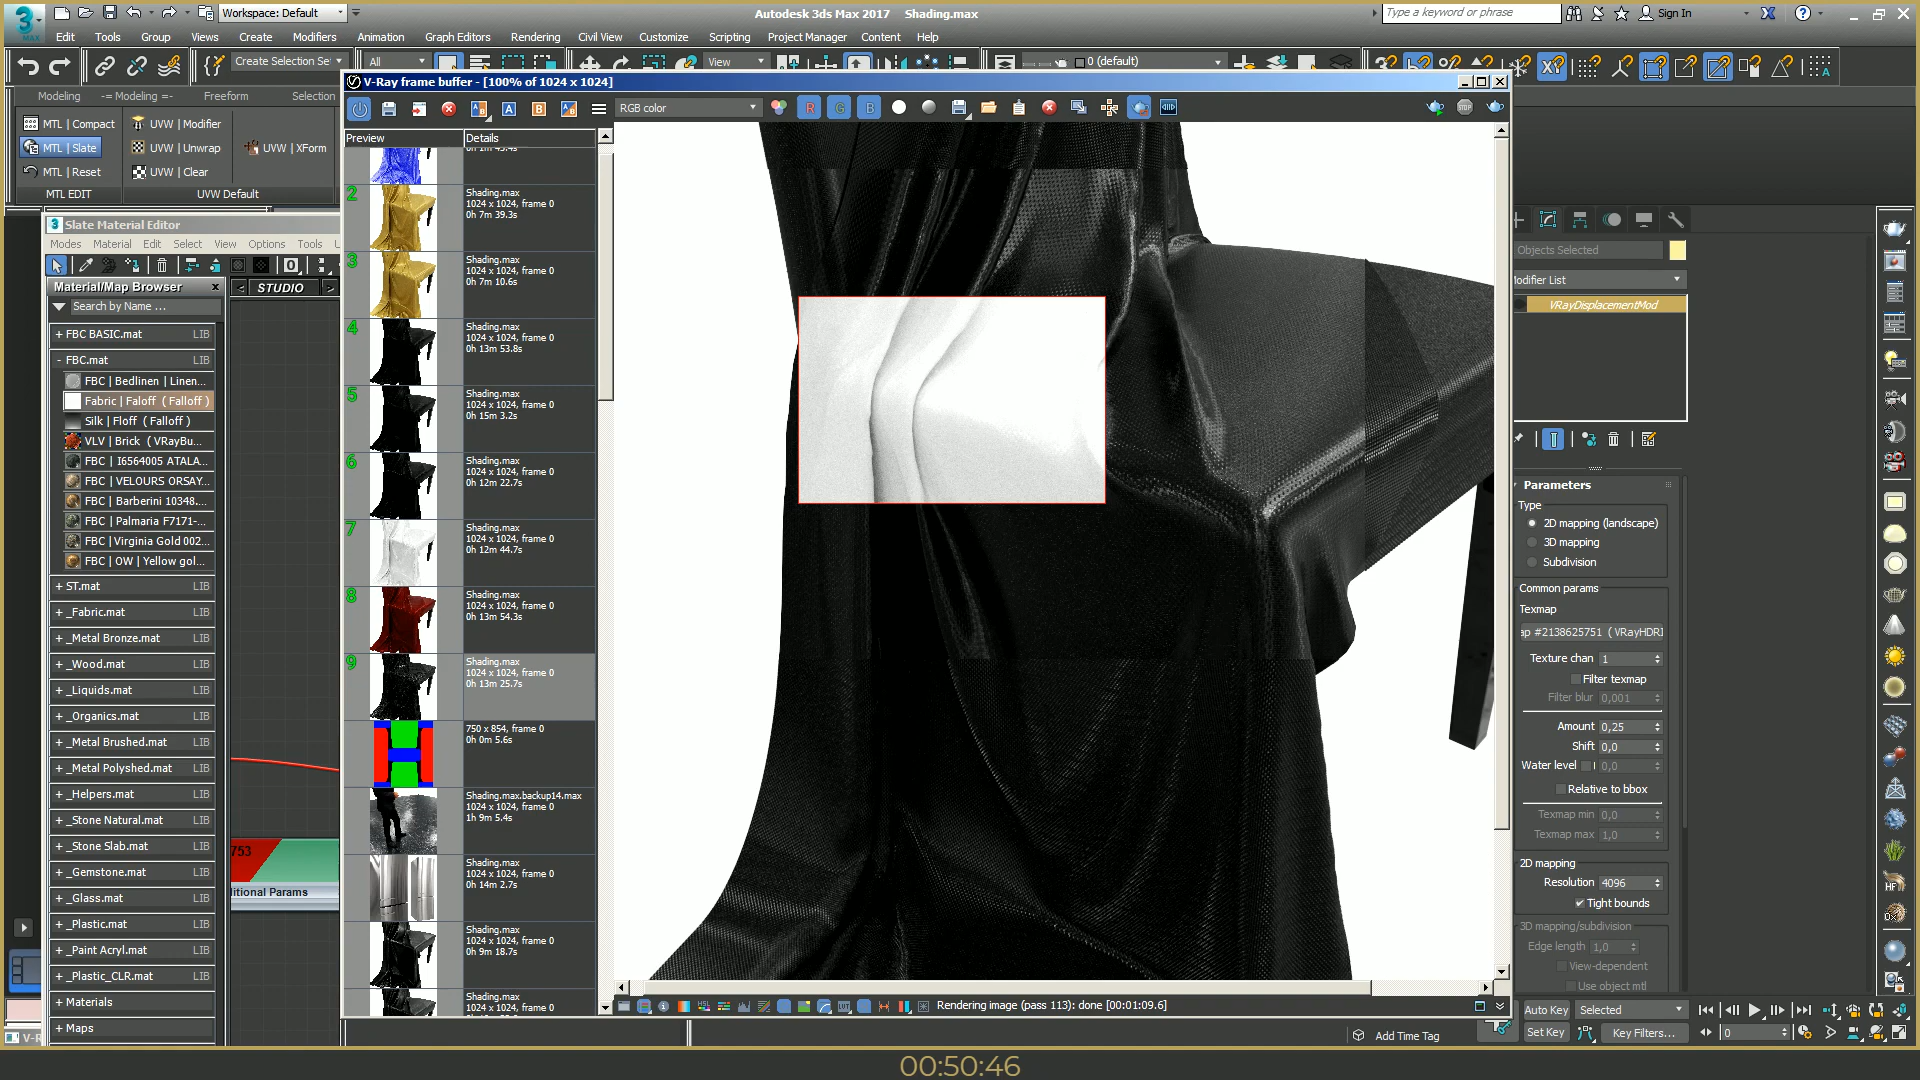 Workspace: Default
Autodesk 3ds Max 2017 Shading.max
Type a keyword or phrase
Sign In
Edit Tools Group Views Create Modifiers Animation Graph Editors Rendering Civil View Customize Scripting Project Manager Content Help
All
View
0 (default)
Create Selection Se
V-Ray frame buffer - [100% of 1024 x 1024]
Modeling -= Modeling =- Freeform Selection
RGB color
MTL | Compact
UVW | Modifier
MTL | Slate
UVW | Unwrap
UVW | XForm
MTL | Reset
UVW | Clear
MTL EDIT
UVW Default
Preview
Details
2
Shading.max
1024 x 1024, frame 0
0h 7m 39.3s
3
Shading.max
1024 x 1024, frame 0
0h 7m 10.6s
4
Shading.max
1024 x 1024, frame 0
0h 13m 53.8s
5
Shading.max
1024 x 1024, frame 0
0h 15m 3.2s
6
Shading.max
1024 x 1024, frame 0
0h 12m 22.7s
7
Shading.max
1024 x 1024, frame 0
0h 12m 44.7s
8
Shading.max
1024 x 1024, frame 0
0h 13m 54.3s
9
Shading.max
1024 x 1024, frame 0
0h 13m 25.7s
750 x 854, frame 0
0h 0m 5.6s
Shading.max.backup14.max
1024 x 1024, frame 0
1h 9m 5.4s
Shading.max
1024 x 1024, frame 0
0h 14m 2.7s
Shading.max
1024 x 1024, frame 0
0h 9m 18.7s
Shading.max
1024 x 1024, frame 0
Rendering image (pass 113): done [00:01:09.6]
Slate Material Editor
Modes Material Edit Select View Options Tools
Material/Map Browser
STUDIO
Search by Name ...
+ FBC BASIC.mat LIB
- FBC.mat LIB
FBC | Bedlinen | Linen...
Fabric | Faloff ( Falloff )
Silk | Floff ( Falloff )
VLV | Brick ( VRayBu...
FBC | I6564005 ATALA...
FBC | VELOURS ORSAY...
FBC | Barberini 10348...
FBC | Palmaria F7171-...
FBC | Virginia Gold 002...
FBC | OW | Yellow gol...
+ ST.mat LIB
+ _Fabric.mat LIB
+ _Metal Bronze.mat LIB
+ _Wood.mat LIB
+ _Liquids.mat LIB
+ _Organics.mat LIB
+ _Metal Brushed.mat LIB
+ _Metal Polyshed.mat LIB
+ _Helpers.mat LIB
+ _Stone Natural.mat LIB
+ _Stone Slab.mat LIB
+ _Gemstone.mat LIB
+ _Glass.mat LIB
+ _Plastic.mat LIB
+ _Paint Acryl.mat LIB
+ _Plastic_CLR.mat LIB
+ Materials
+ Maps
753
itional Params
Objects Selected
odifier List
VRayDisplacementMod
Parameters
Type
2D mapping (landscape)
3D mapping
Subdivision
Common params
Texmap
ap #2138625751 ( VRayHDRI
Texture chan 1
Filter texmap
Filter blur 0,001
Amount 0,25
Shift 0,0
Water level 0,0
Relative to bbox
Texmap min 0,0
Texmap max 1,0
2D mapping
Resolution 4096
Tight bounds
3D mapping/subdivision
Edge length 1,0
View-dependent
Use object mtl
Auto Key Selected
Set Key Key Filters...
0
Add Time Tag
V-R
00:50:46